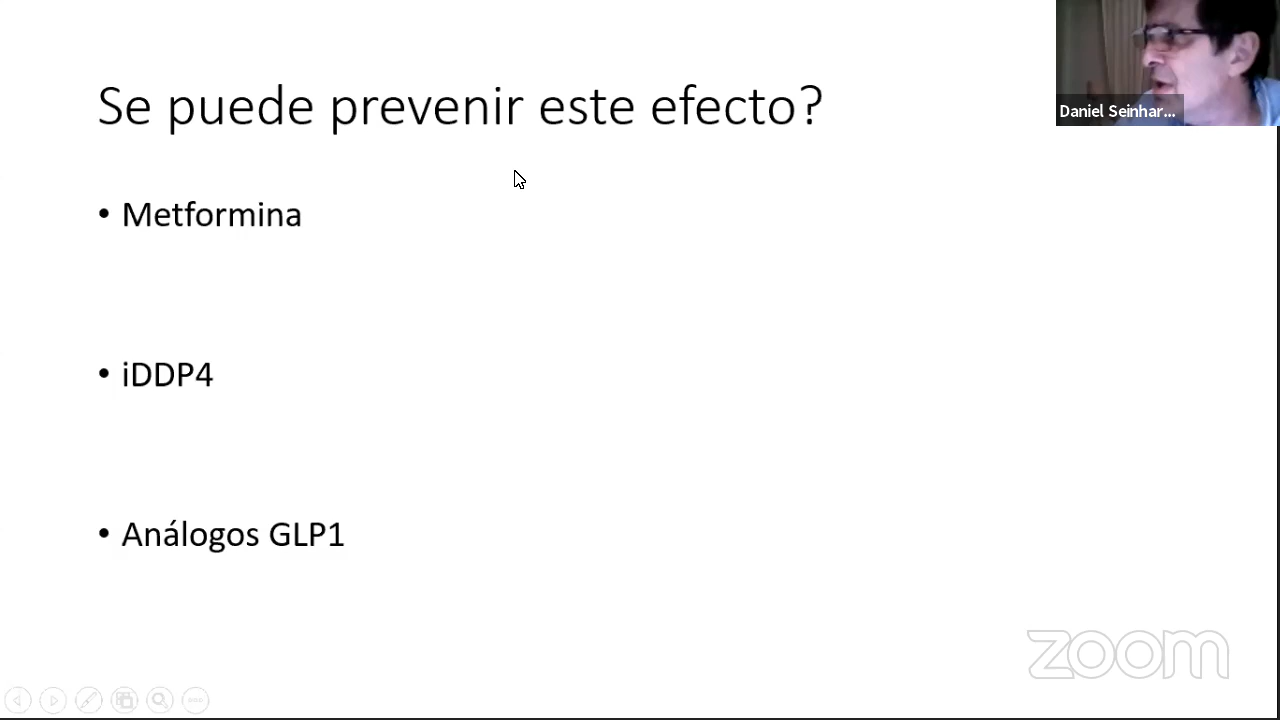 Se puede prevenir este efecto?
Daniel Seinhar...
• Metformina
• iDDP4
• Análogos GLP1
zoom